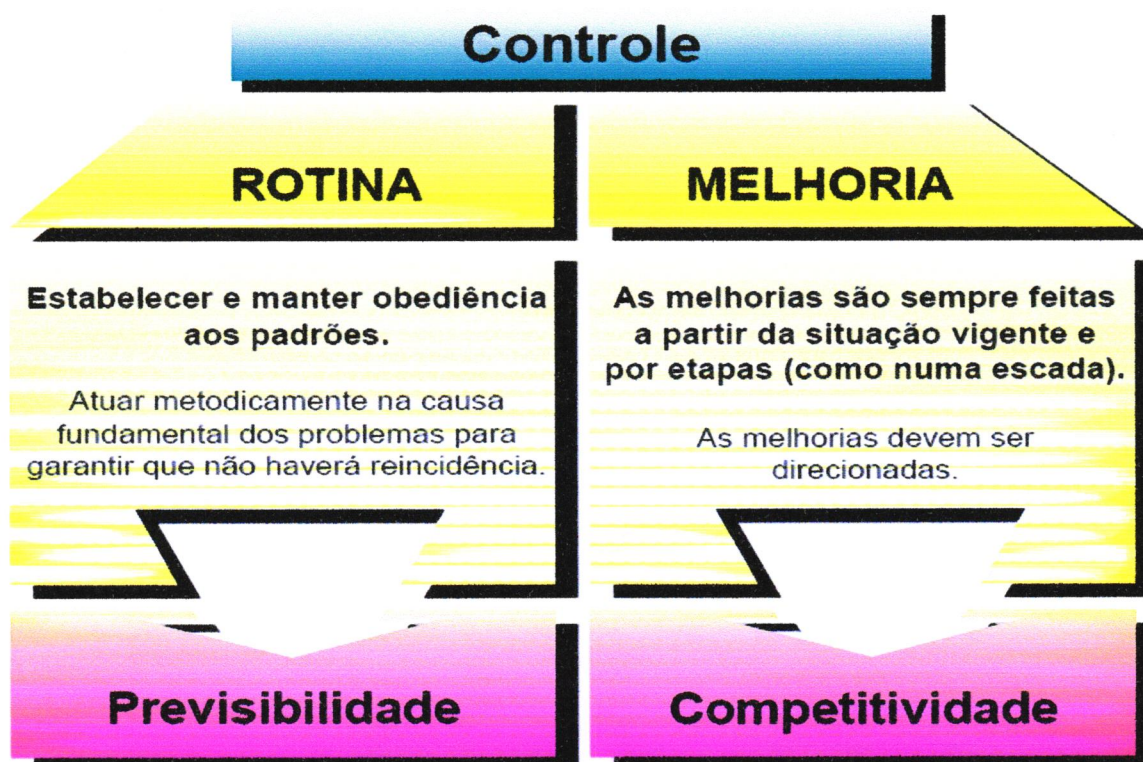 Controle
ROTINA
Estabelecer e manter obediência
aos padrões.
Atuar metodicamente na causa
fundamental dos problemas para
garantir que não haverá reincidência.
Previsibilidade
MELHORIA
As melhorias são sempre feitas
a partir da situação vigente e
por etapas (como numa escada).
As melhorias devem ser
direcionadas.
Competitividade